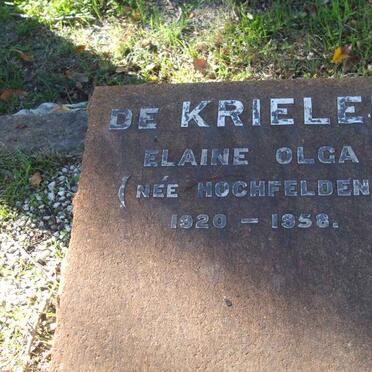 DE KRIELE
ELAINE OLGA
(NÉE HOCHFELDEN
1920 – 1958.